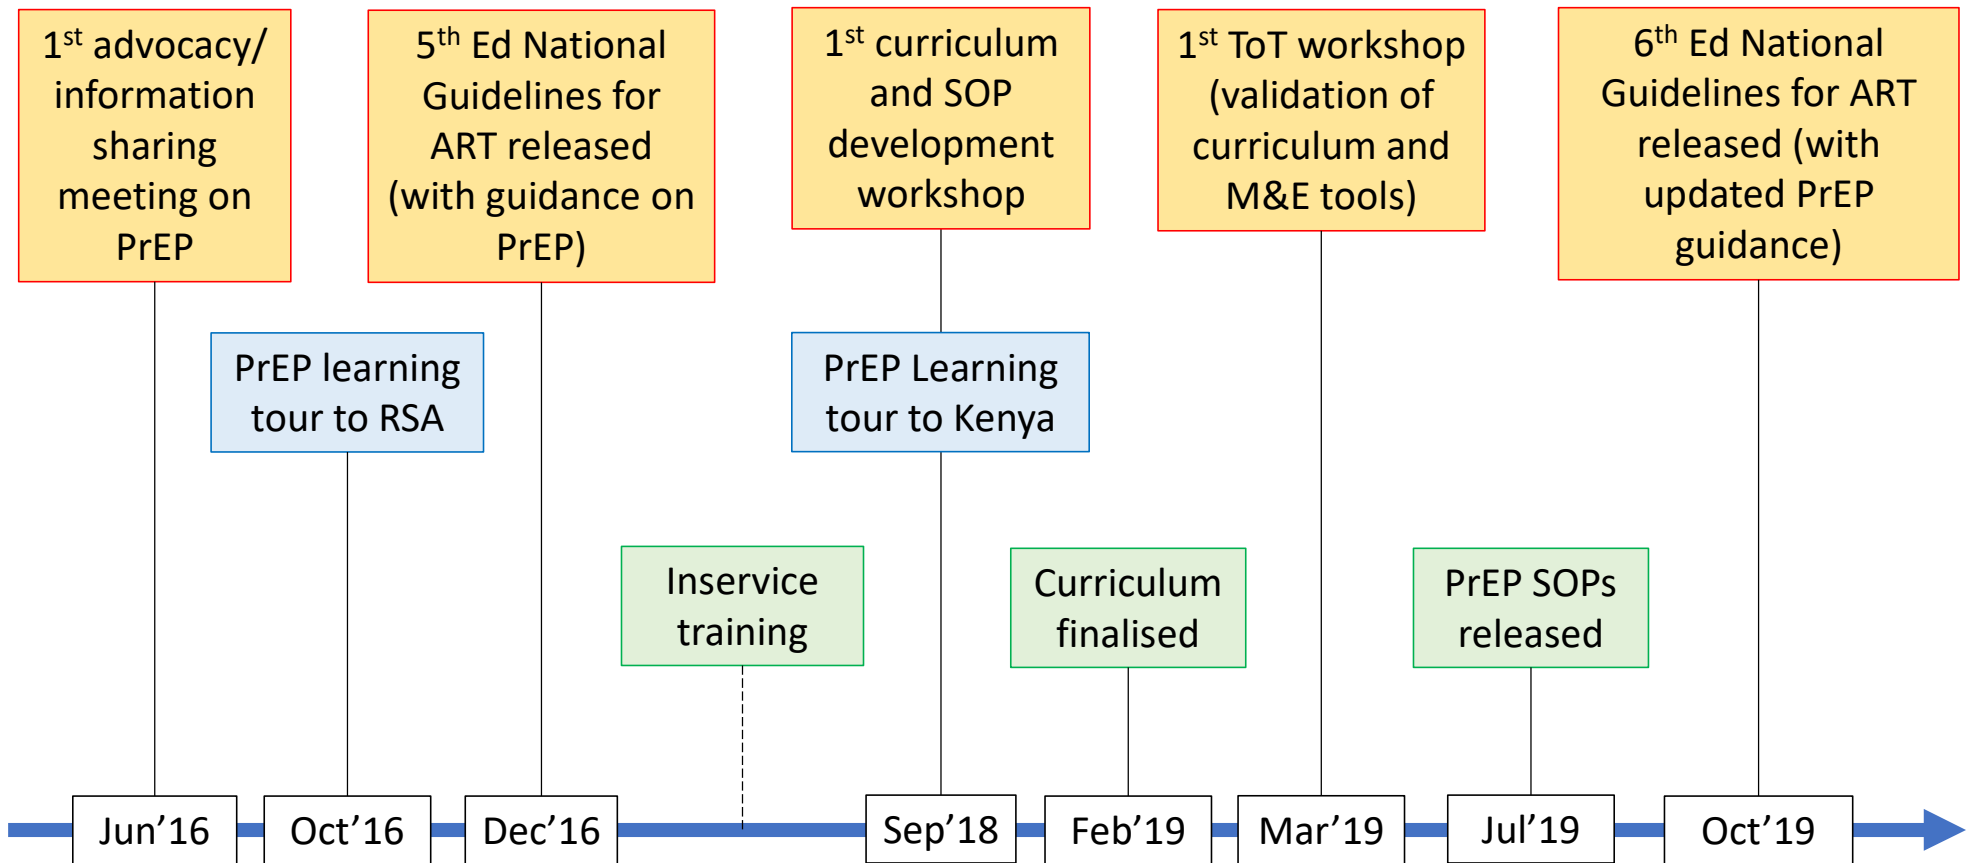 1st advocacy/
information
sharing
meeting on
PrEP
5th Ed National
Guidelines for
ART released
(with guidance on
PrEP)
1st curriculum
and SOP
development
workshop
1st ToT workshop
(validation of
curriculum and
M&E tools)
6th Ed National
Guidelines for ART
released (with
updated PrEP
guidance)
PrEP learning
tour to RSA
PrEP Learning
tour to Kenya
Inservice
training
Curriculum
finalised
PrEP SOPs
released
Jun’16
Oct’16
Dec’16
Sep’18
Feb’19
Mar’19
Jul’19
Oct’19